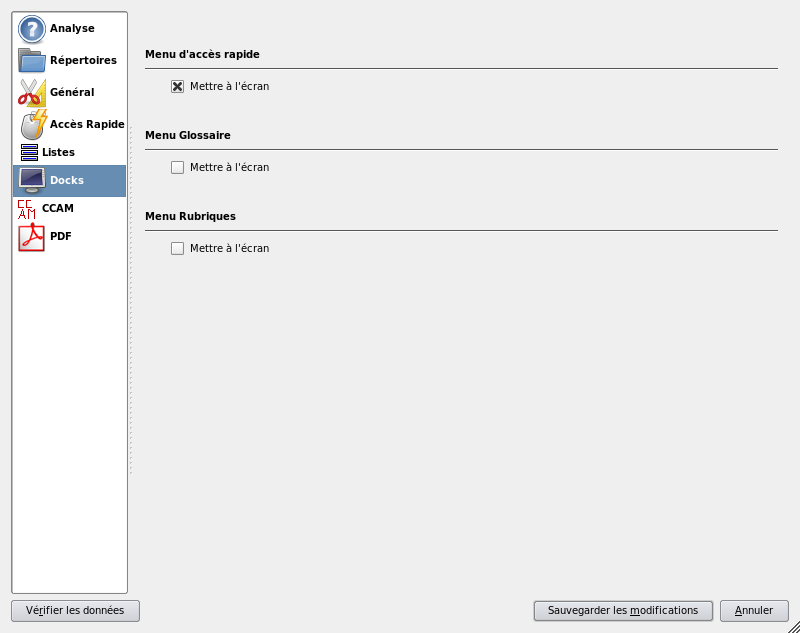 Analyse
Répertoires
Général
Accès Rapide
Listes
Docks
CCAM
CCAM
PDF
Menu d'accès rapide
Mettre à l'écran
Menu Glossaire
Mettre à l'écran
Menu Rubriques
Mettre à l'écran
Vérifier les données
Sauvegarder les modifications
Annuler